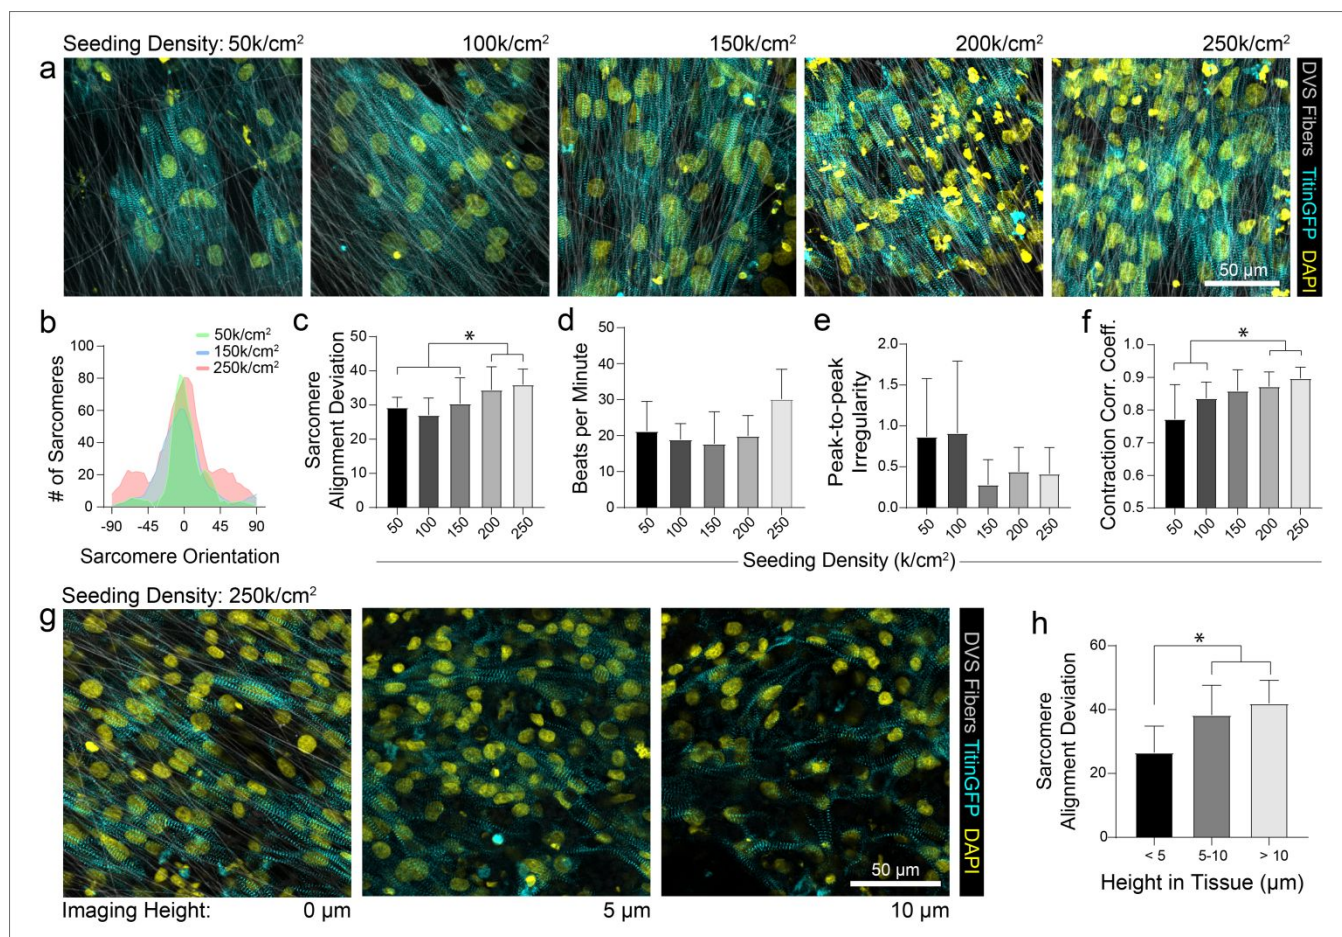 Seeding Density: 50k/cm² 100k/cm² 150k/cm² 200k/cm² 250k/cm²
a
DVS Fibers TitinGFP DAPI
50 µm
b
50k/cm²
150k/cm²
250k/cm²
# of Sarcomeres
100
80
60
40
20
0
-90 -45 0 45 90
Sarcomere Orientation
c
Sarcomere
Alignment Deviation
*
50
40
30
20
10
0
50 100 150 200 250
d
Beats per Minute
50
40
30
20
10
0
50 100 150 200 250
e
Peak-to-peak
Irregularity
2.0
1.5
1.0
0.5
0.0
50 100 150 200 250
f
Contraction Corr. Coeff.
*
1.0
0.9
0.8
0.7
0.6
0.5
50 100 150 200 250
Seeding Density (k/cm²)
Seeding Density: 250k/cm²
g
DVS Fibers TitinGFP DAPI
50 µm
Imaging Height: 0 µm 5 µm 10 µm
h
Sarcomere
Alignment Deviation
*
60
40
20
0
< 5 5-10 > 10
Height in Tissue (µm)